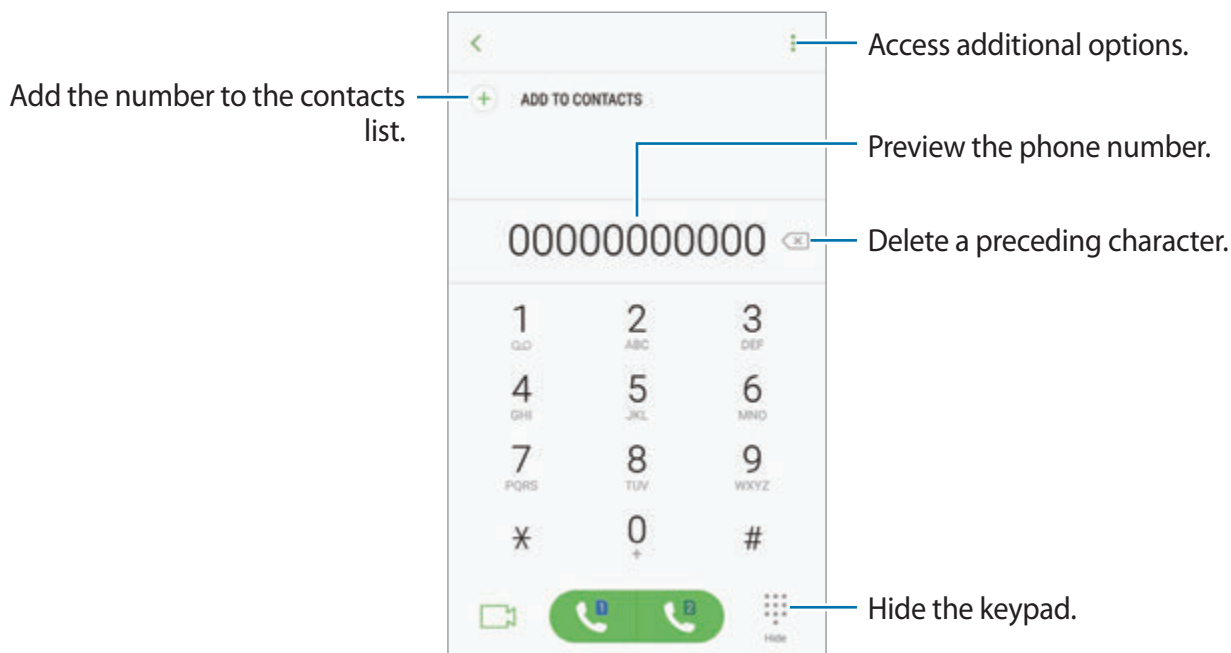 Access additional options.
Add the number to the contacts
list.
ADD TO CONTACTS
Preview the phone number.
00000000000
Delete a preceding character.
1 2 3
ABC DEF
4 5 6
GHI JKL MNO
7 8 9
PQRS TUV WXYZ
* 0 #
+
1 2
Hide
Hide the keypad.